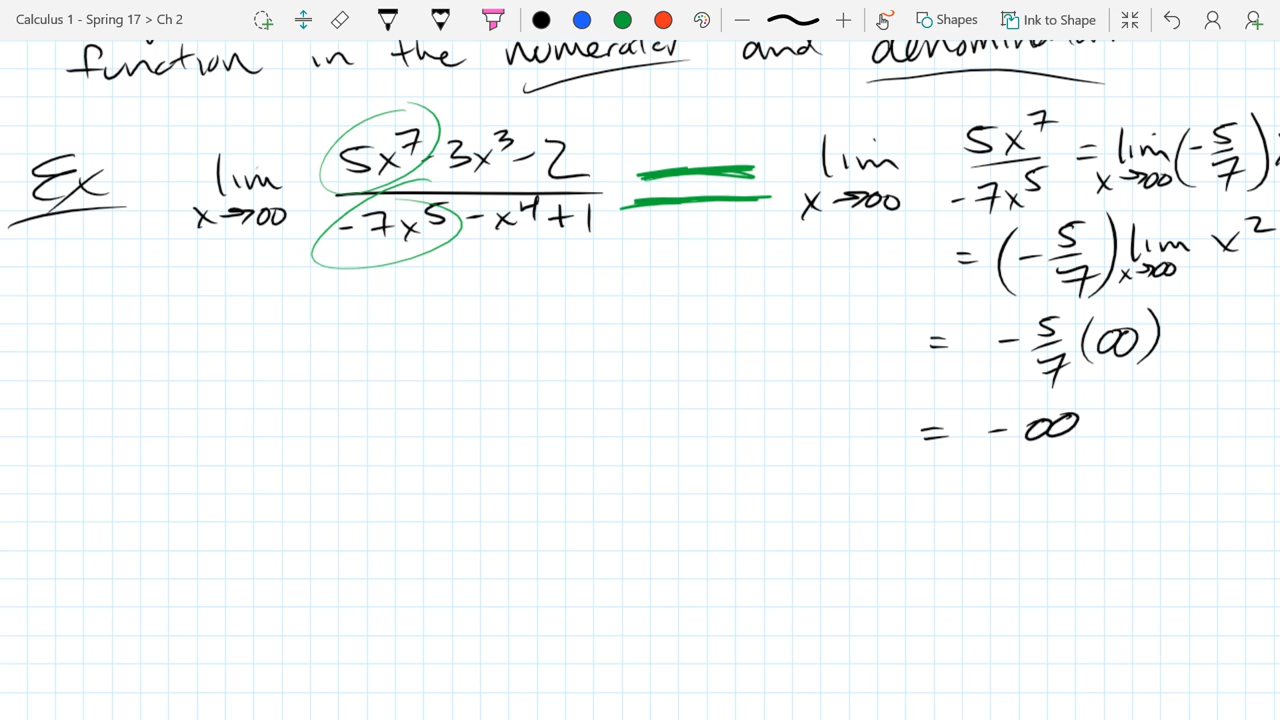 Calculus 1 - Spring 17 > Ch 2
Shapes
Ink to Shape
function in the numerator and denominator
Ex lim x→∞ (5x^7 - 3x^3 - 2)/(-7x^5 - x^4 + 1) = lim x→∞ 5x^7/(-7x^5) = lim x→∞ (-5/7)
= (-5/7) lim x→∞ x^2
= -5/7 (∞)
= -∞